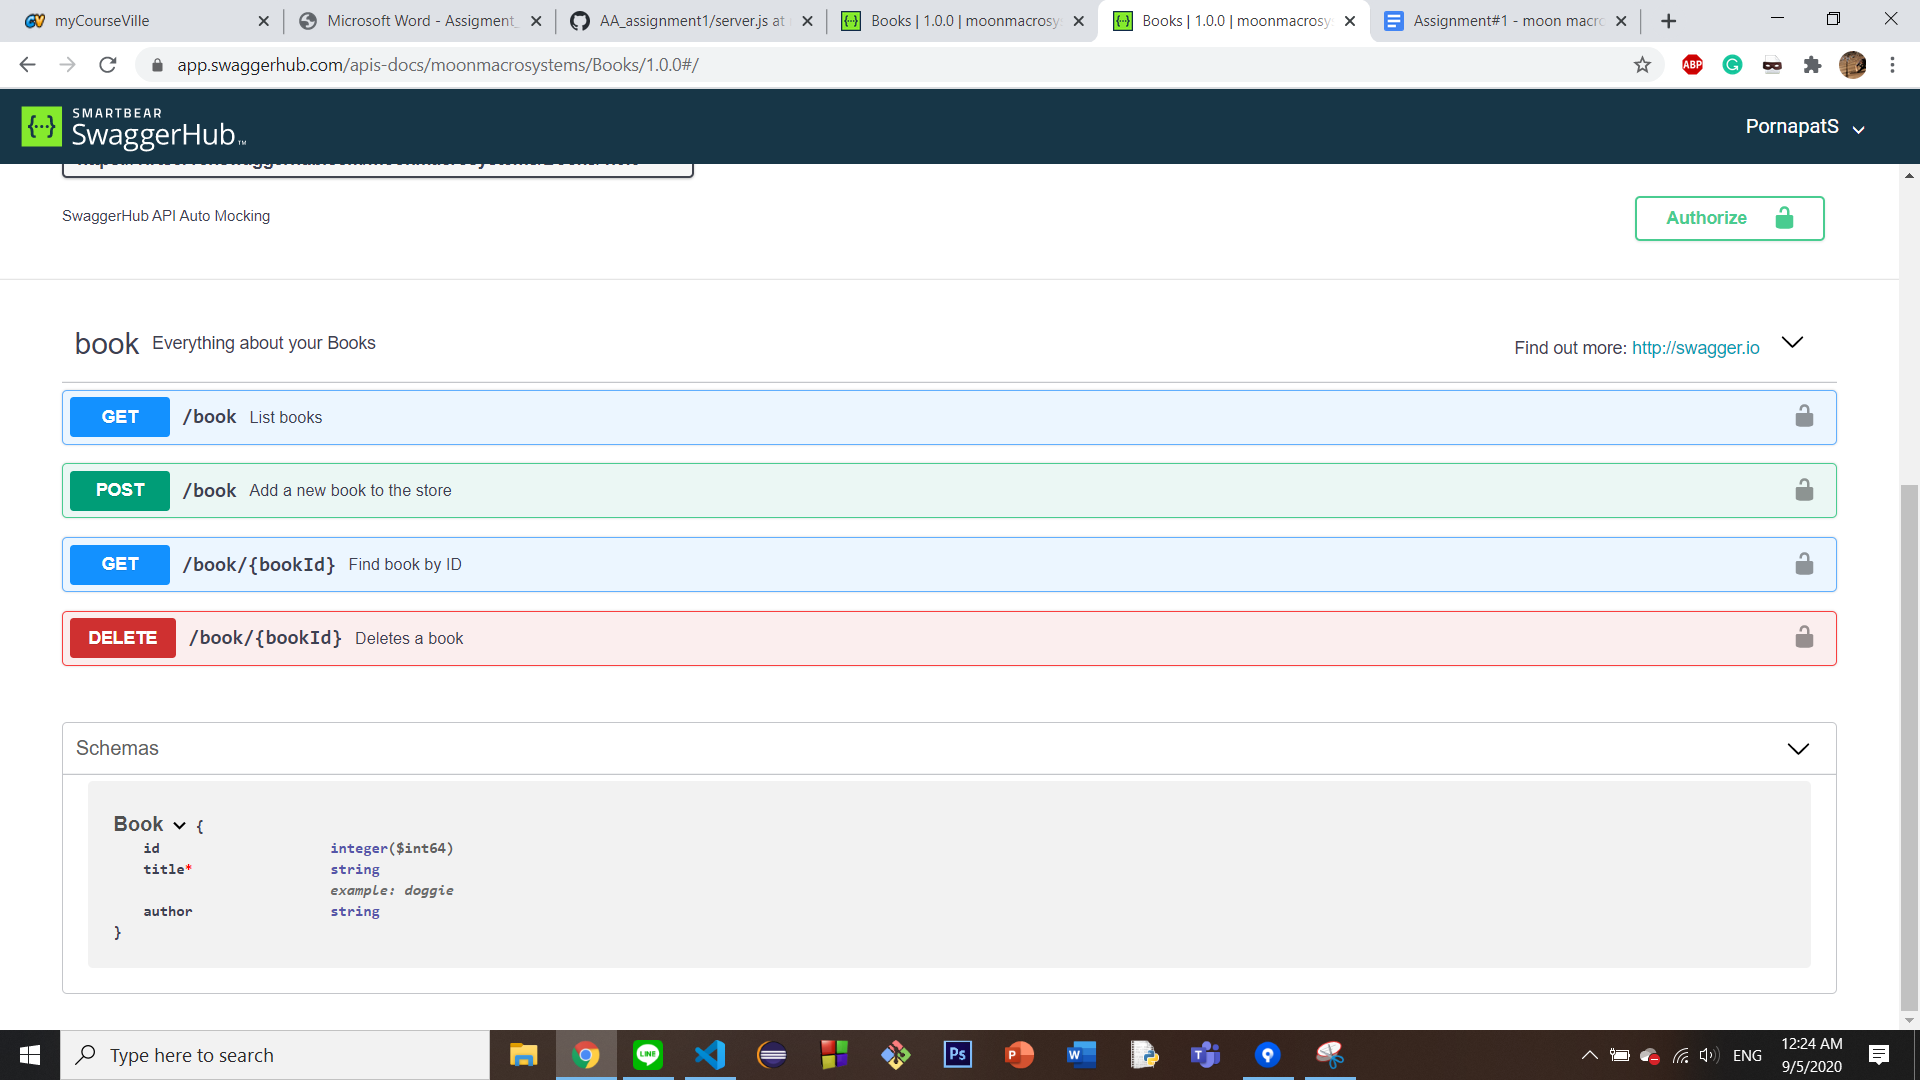 myCourseVille
Microsoft Word - Assigment_
AA_assignment1/server.js at
Books | 1.0.0 | moonmacrosy
Books | 1.0.0 | moonmacrosy
Assignment#1 - moon macro
app.swaggerhub.com/apis-docs/moonmacrosystems/Books/1.0.0#/
ABP
SMARTBEAR
SwaggerHub™
PornapatS
SwaggerHub API Auto Mocking
Authorize
book Everything about your Books
Find out more: http://swagger.io
GET /book List books
POST /book Add a new book to the store
GET /book/{bookId} Find book by ID
DELETE /book/{bookId} Deletes a book
Schemas
Book {
id integer($int64)
title* string
example: doggie
author string
}
Type here to search
LINE
Ps
ENG
12:24 AM
9/5/2020